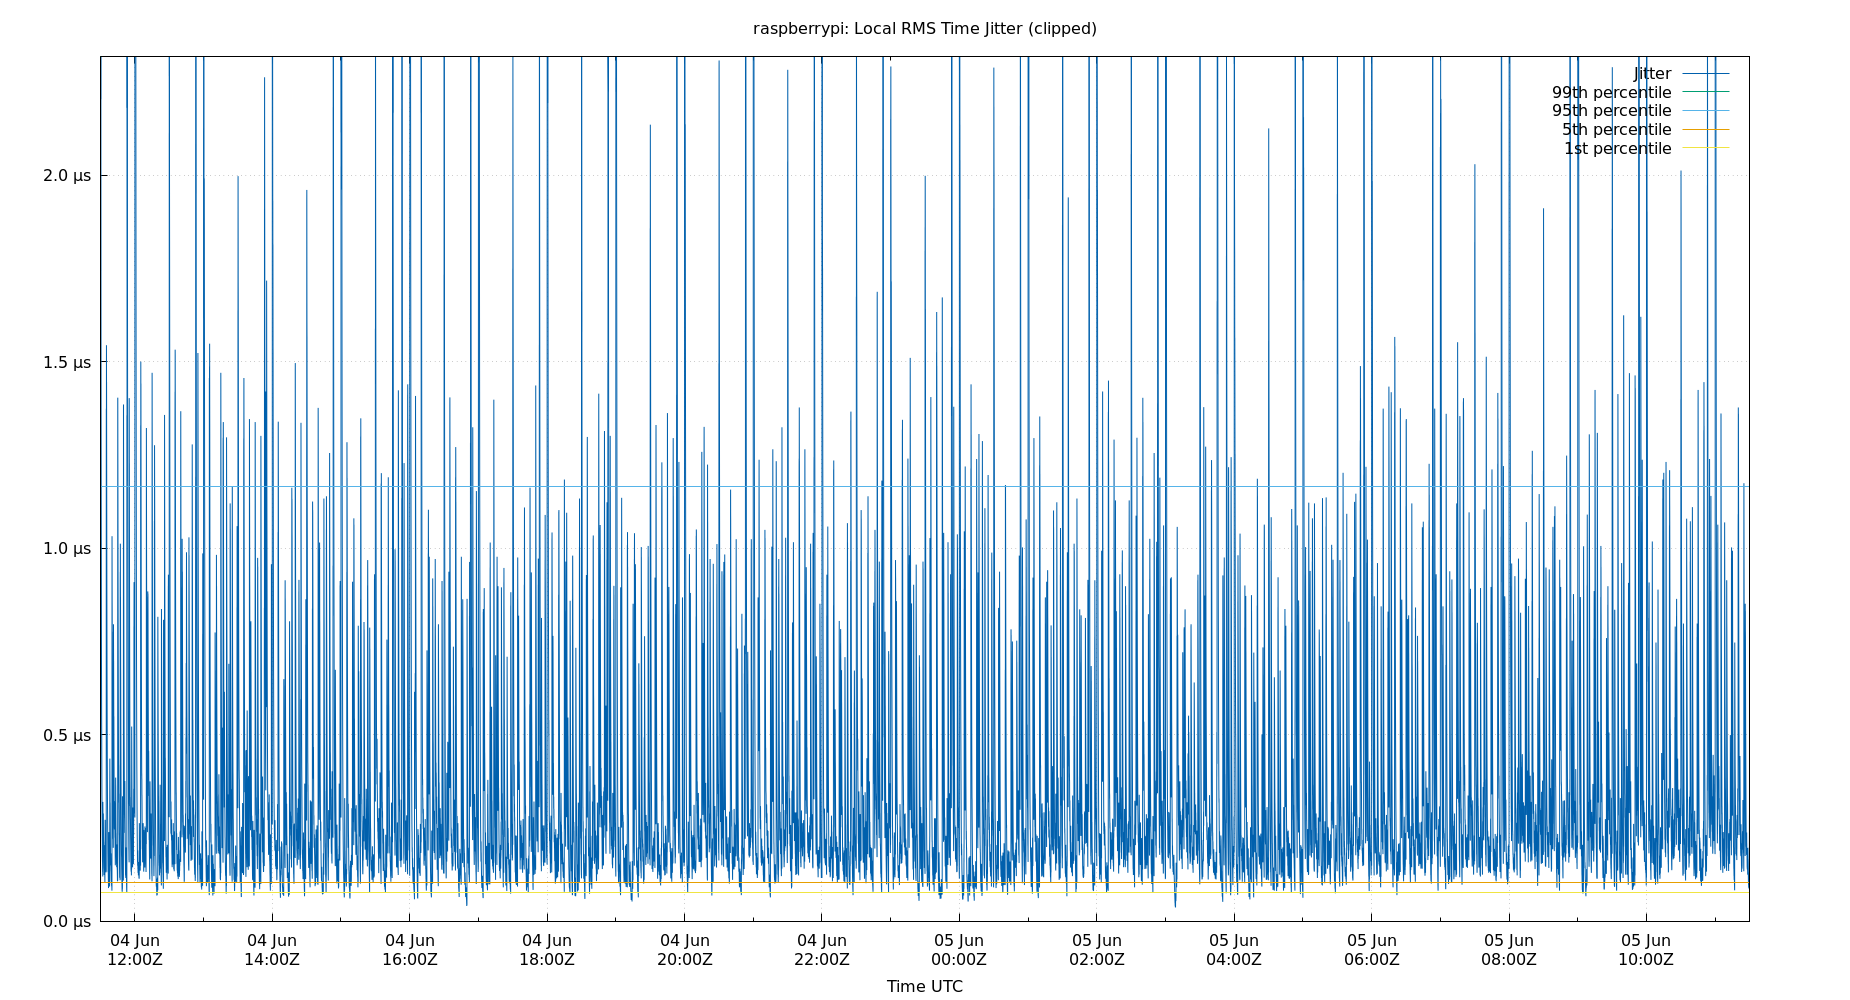 raspberrypi: Local RMS Time Jitter (clipped)
Jitter
99th percentile
95th percentile
5th percentile
1st percentile
2.0 µs
1.5 µs
1.0 µs
0.5 µs
0.0 µs
04 Jun 04 Jun 04 Jun 04 Jun 04 Jun 04 Jun 05 Jun 05 Jun 05 Jun 05 Jun 05 Jun 05 Jun
12:00Z 14:00Z 16:00Z 18:00Z 20:00Z 22:00Z 00:00Z 02:00Z 04:00Z 06:00Z 08:00Z 10:00Z
Time UTC